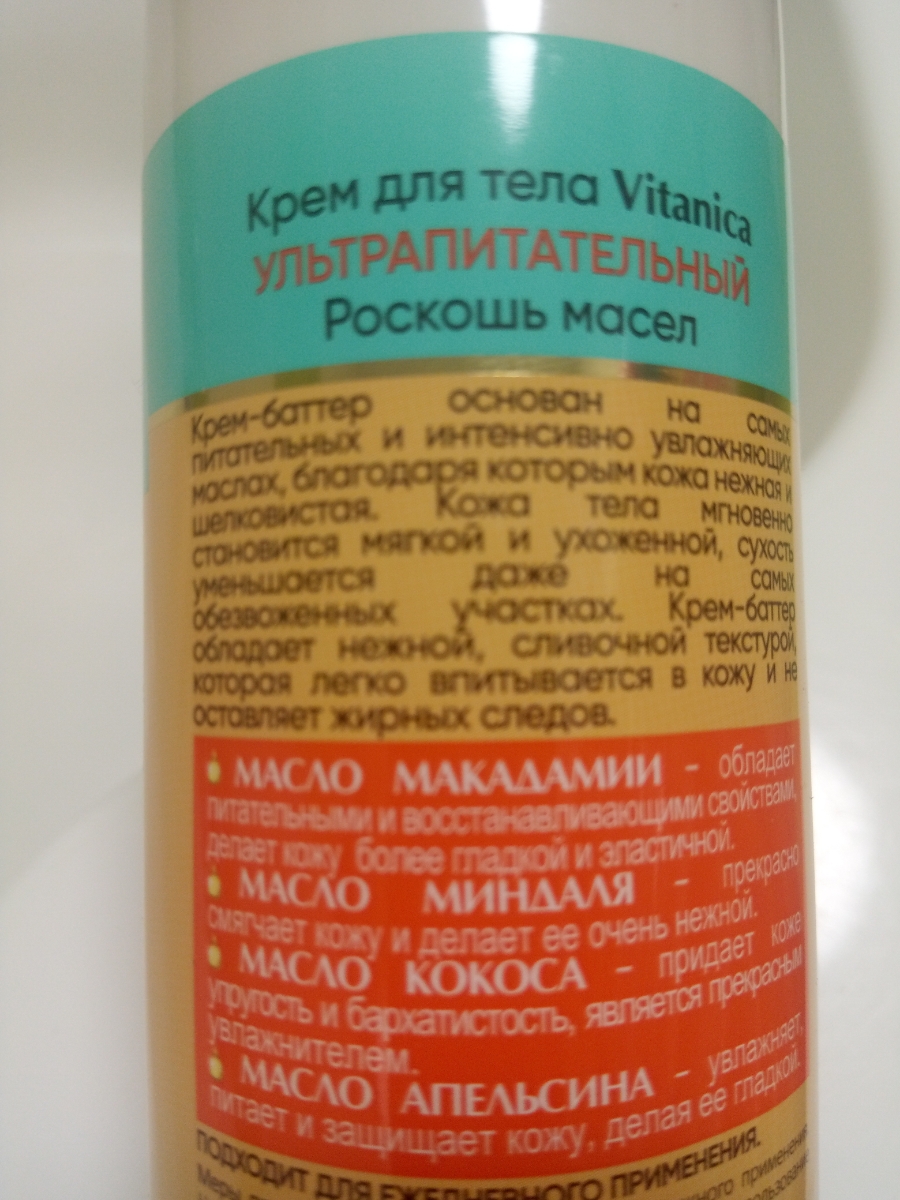 Крем для тела Vitanica
УЛЬТРАПИТАТЕЛЬНЫЙ
Роскошь масел
Крем-баттер основан на самых
питательных и интенсивно увлажняющих
маслах, благодаря которым кожа нежная и
шелковистая. Кожа тела мгновенно
становится мягкой и ухоженной, сухость
уменьшается даже на самых
обезвоженных участках. Крем-баттер
обладает нежной, сливочной текстурой,
которая легко впитывается в кожу и не
оставляет жирных следов.
МАСЛО МАКАДАМИИ - обладает
питательными и восстанавливающими свойствами,
делает кожу более гладкой и эластичной.
МАСЛО МИНДАЛЯ - прекрасно
смягчает кожу и делает ее очень нежной.
МАСЛО КОКОСА - придает коже
упругость и бархатистость, является прекрасным
увлажнителем.
МАСЛО АПЕЛЬСИНА - увлажняет,
питает и защищает кожу, делая ее гладкой.
ПОДХОДИТ ДЛЯ ЕЖЕДНЕВНОГО ПРИМЕНЕНИЯ.
Меры